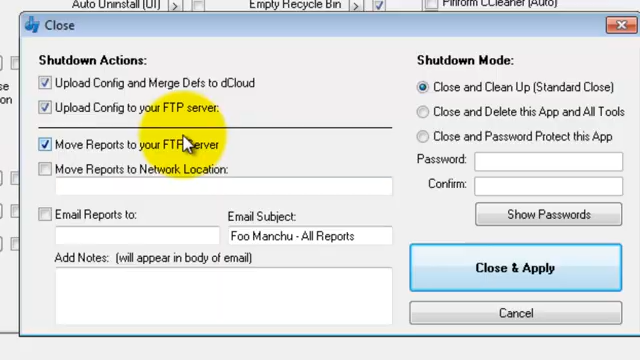 Auto Uninstall (UI)
Empty Recycle Bin
Piriform CCleaner (Auto)
Close
Shutdown Actions:
Upload Config and Merge Defs to dCloud
Upload Config to your FTP server:
Move Reports to your FTP server
Move Reports to Network Location:
Email Reports to:
Email Subject:
Foo Manchu - All Reports
Add Notes: (will appear in body of email)
Shutdown Mode:
Close and Clean Up (Standard Close)
Close and Delete this App and All Tools
Close and Password Protect this App
Password:
Confirm:
Show Passwords
Close & Apply
Cancel